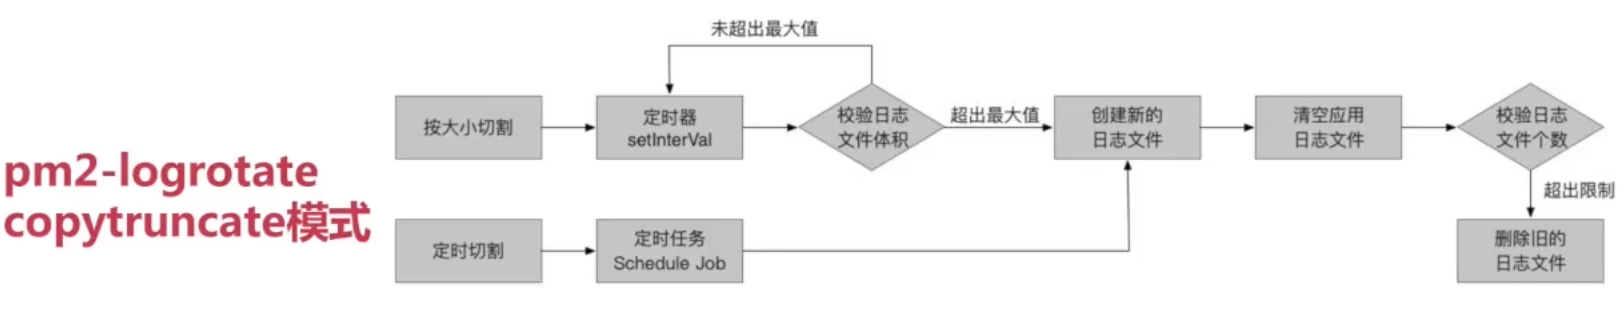 未超出最大值
按大小切割
定时器
setInterVal
校验日志
文件体积
超出最大值
创建新的
日志文件
清空应用
日志文件
校验日志
文件个数
pm2-logrotate
copytruncate模式
超出限制
定时切割
定时任务
Schedule Job
删除旧的
日志文件